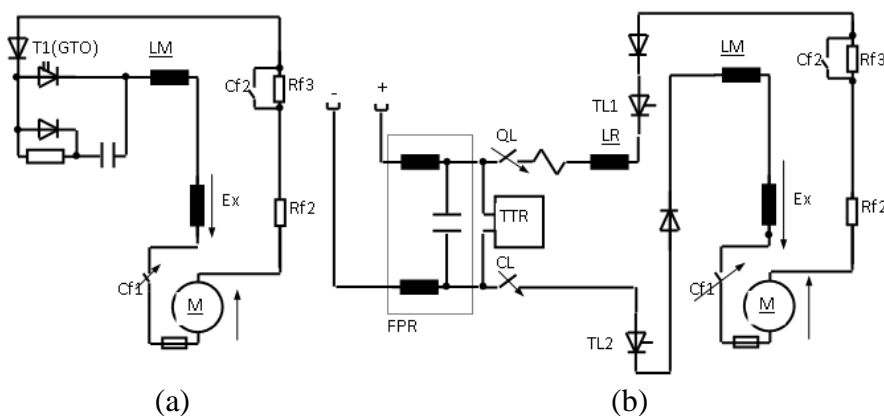 T1(GTO)
LM
Cf2
Rf3
Ex
Rf2
Cf1
M
(a)
-
+
QL
LR
TL1
TTR
CL
FPR
TL2
LM
Cf2
Rf3
Ex
Rf2
Cf1
M
(b)